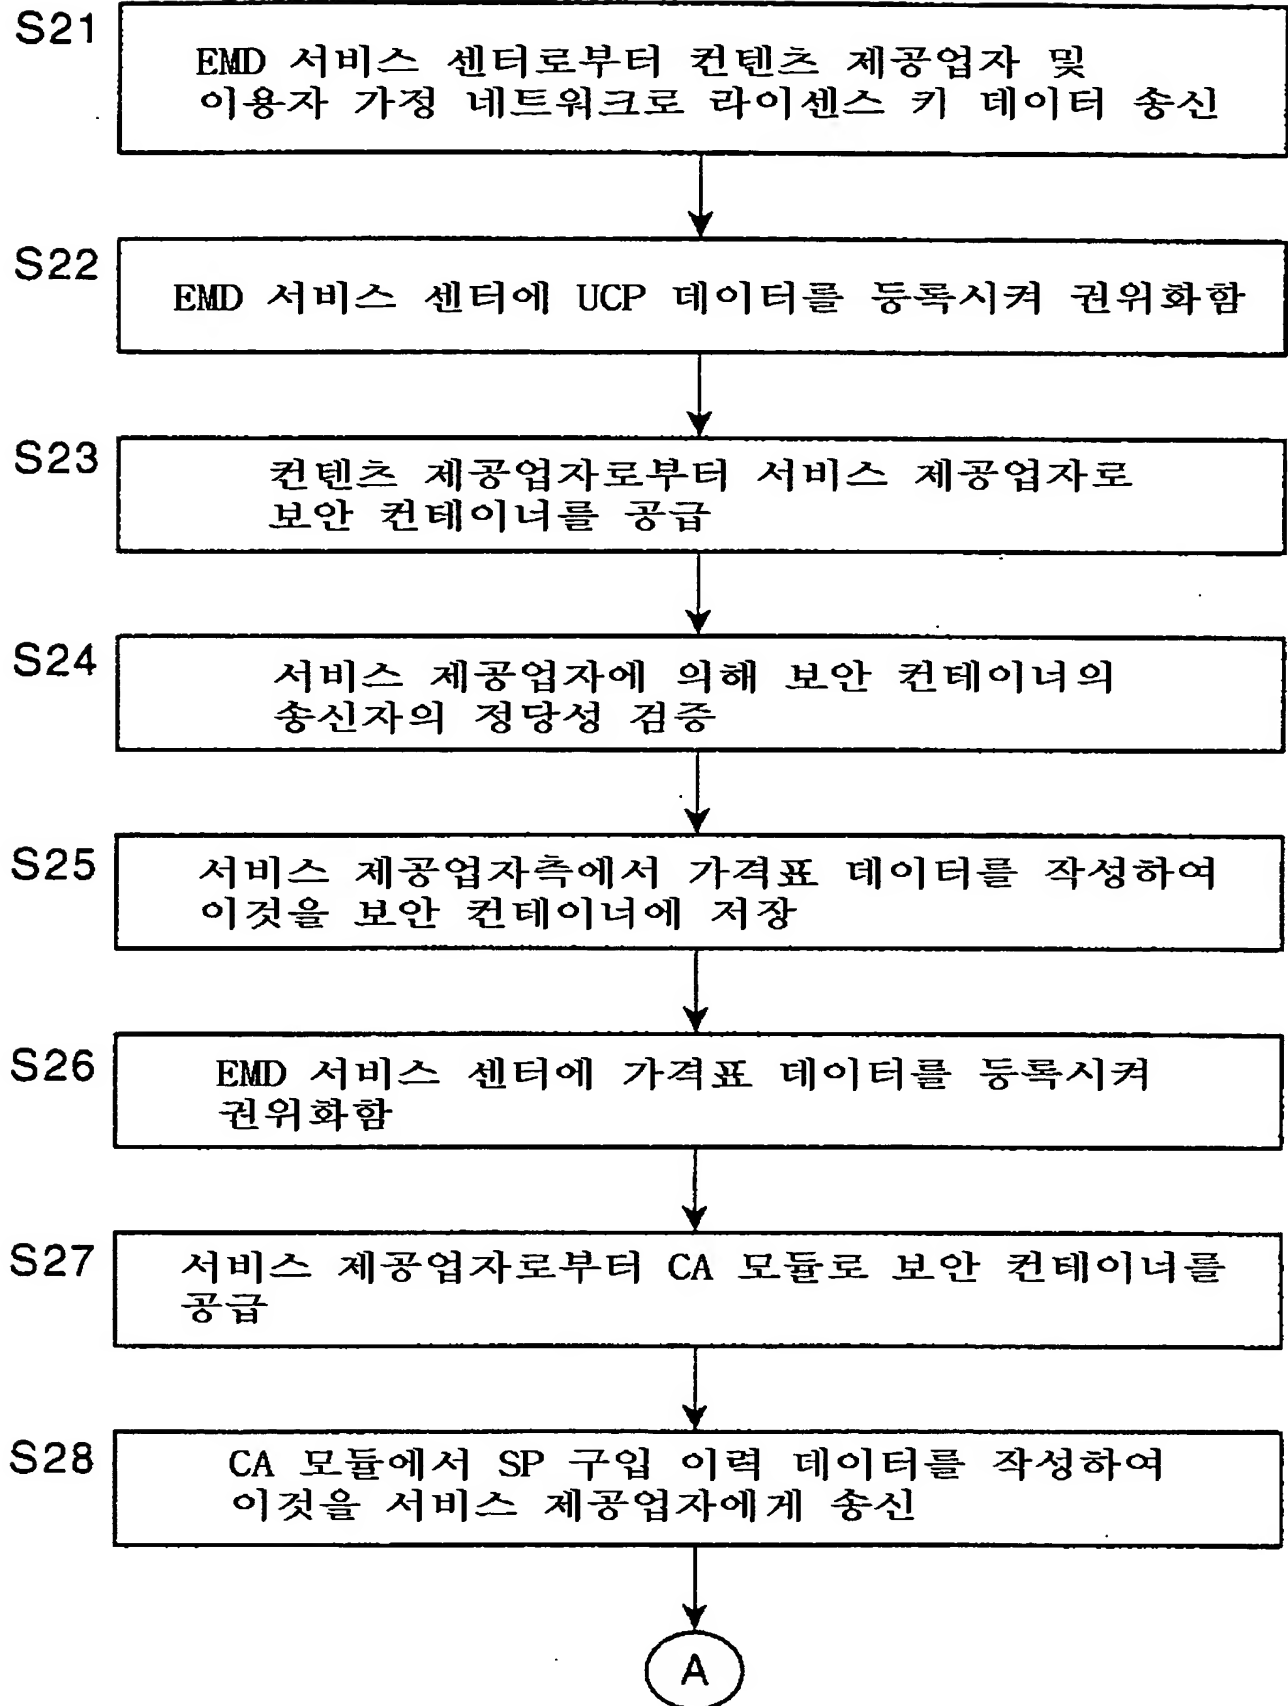 S21
EMD 서비스 센터로부터 컨텐츠 제공업자 및
이용자 가정 네트워크로 라이센스 키 데이터 송신
S22
EMD 서비스 센터에 UCP 데이터를 등록시켜 권위화함
S23
컨텐츠 제공업자로부터 서비스 제공업자로
보안 컨테이너를 공급
S24
서비스 제공업자에 의해 보안 컨테이너의
송신자의 정당성 검증
S25
서비스 제공업자측에서 가격표 데이터를 작성하여
이것을 보안 컨테이너에 저장
S26
EMD 서비스 센터에 가격표 데이터를 등록시켜
권위화함
S27
서비스 제공업자로부터 CA 모듈로 보안 컨테이너를
공급
S28
CA 모듈에서 SP 구입 이력 데이터를 작성하여
이것을 서비스 제공업자에게 송신
A